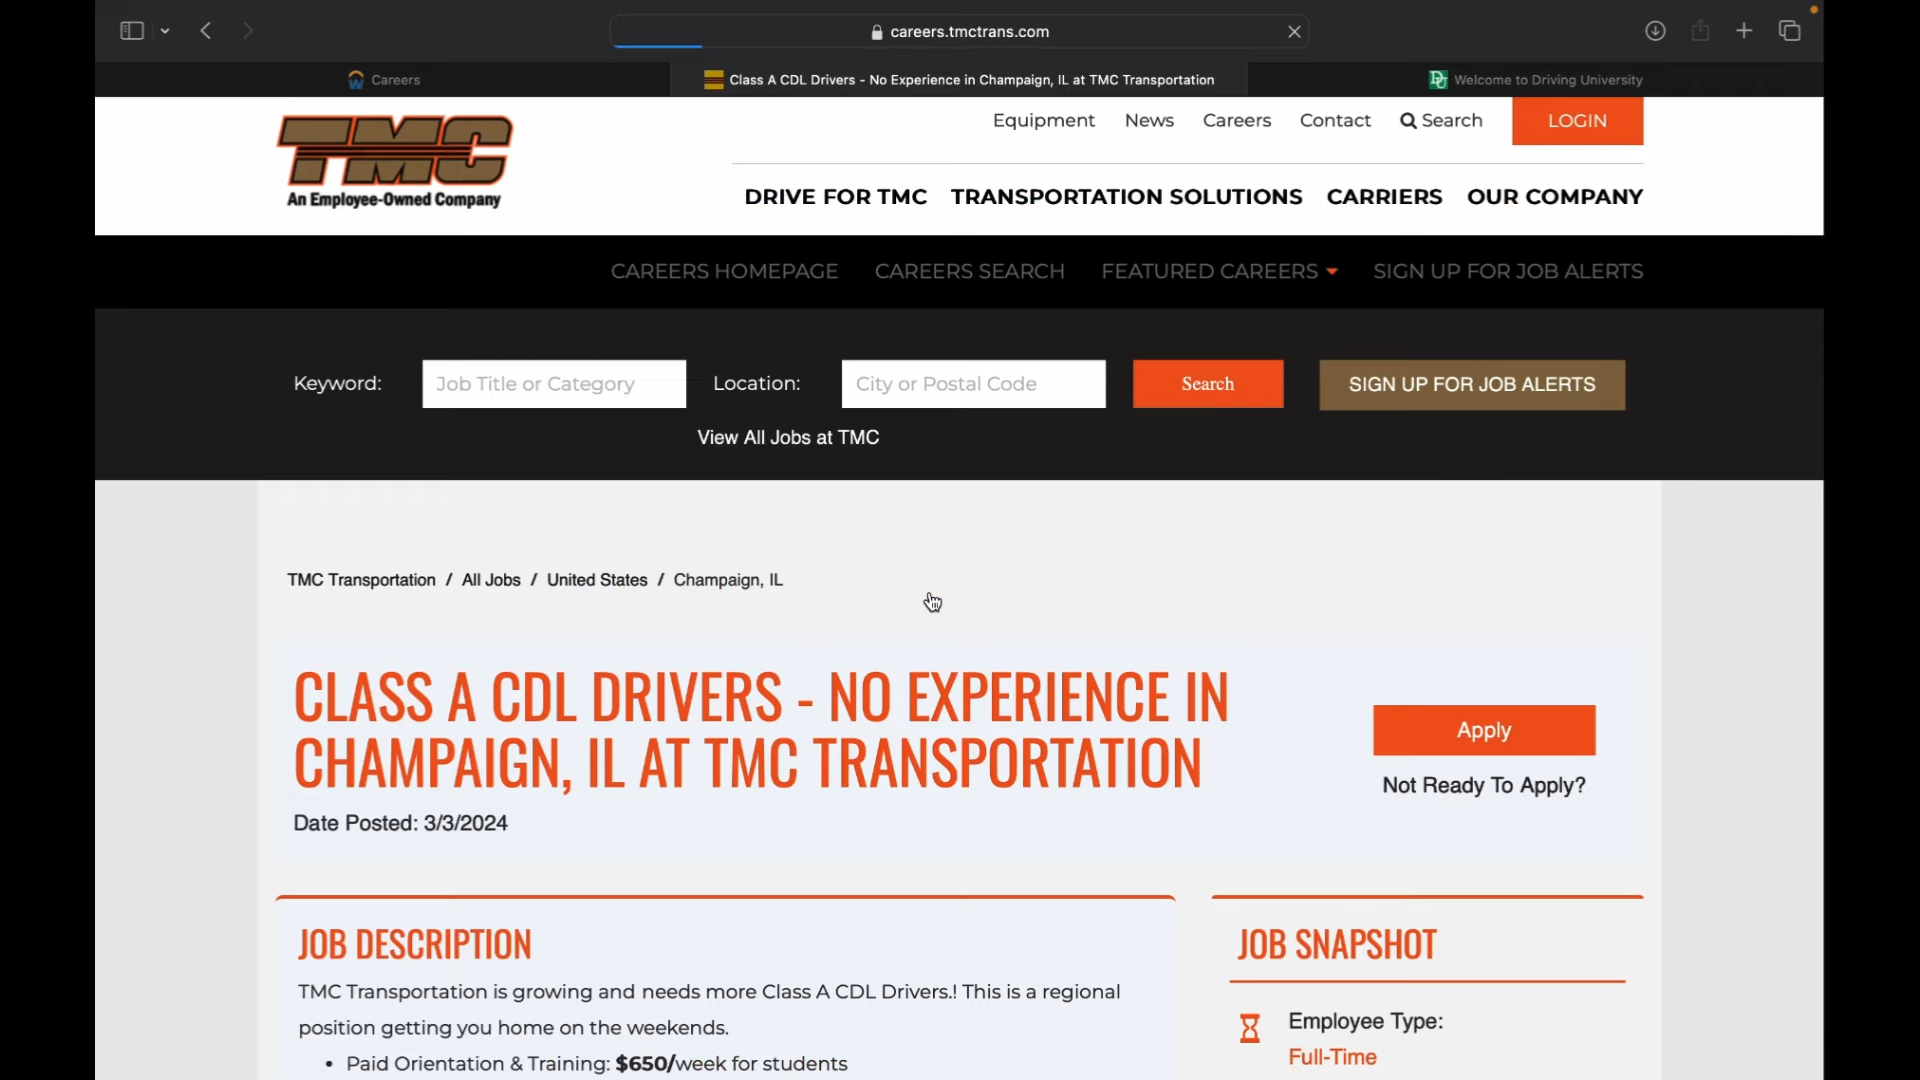 careers.tmctrans.com
Careers
Class A CDL Drivers - No Experience in Champaign, IL at TMC Transportation
Welcome to Driving University
TMC
An Employee-Owned Company
Equipment News Careers Contact Search LOGIN
DRIVE FOR TMC TRANSPORTATION SOLUTIONS CARRIERS OUR COMPANY
CAREERS HOMEPAGE CAREERS SEARCH FEATURED CAREERS SIGN UP FOR JOB ALERTS
Keyword: Job Title or Category Location: City or Postal Code Search SIGN UP FOR JOB ALERTS
View All Jobs at TMC
TMC Transportation / All Jobs / United States / Champaign, IL
CLASS A CDL DRIVERS - NO EXPERIENCE IN
CHAMPAIGN, IL AT TMC TRANSPORTATION
Date Posted: 3/3/2024
Apply
Not Ready To Apply?
JOB DESCRIPTION
TMC Transportation is growing and needs more Class A CDL Drivers.! This is a regional
position getting you home on the weekends.
• Paid Orientation & Training: $650/week for students
JOB SNAPSHOT
Employee Type:
Full-Time